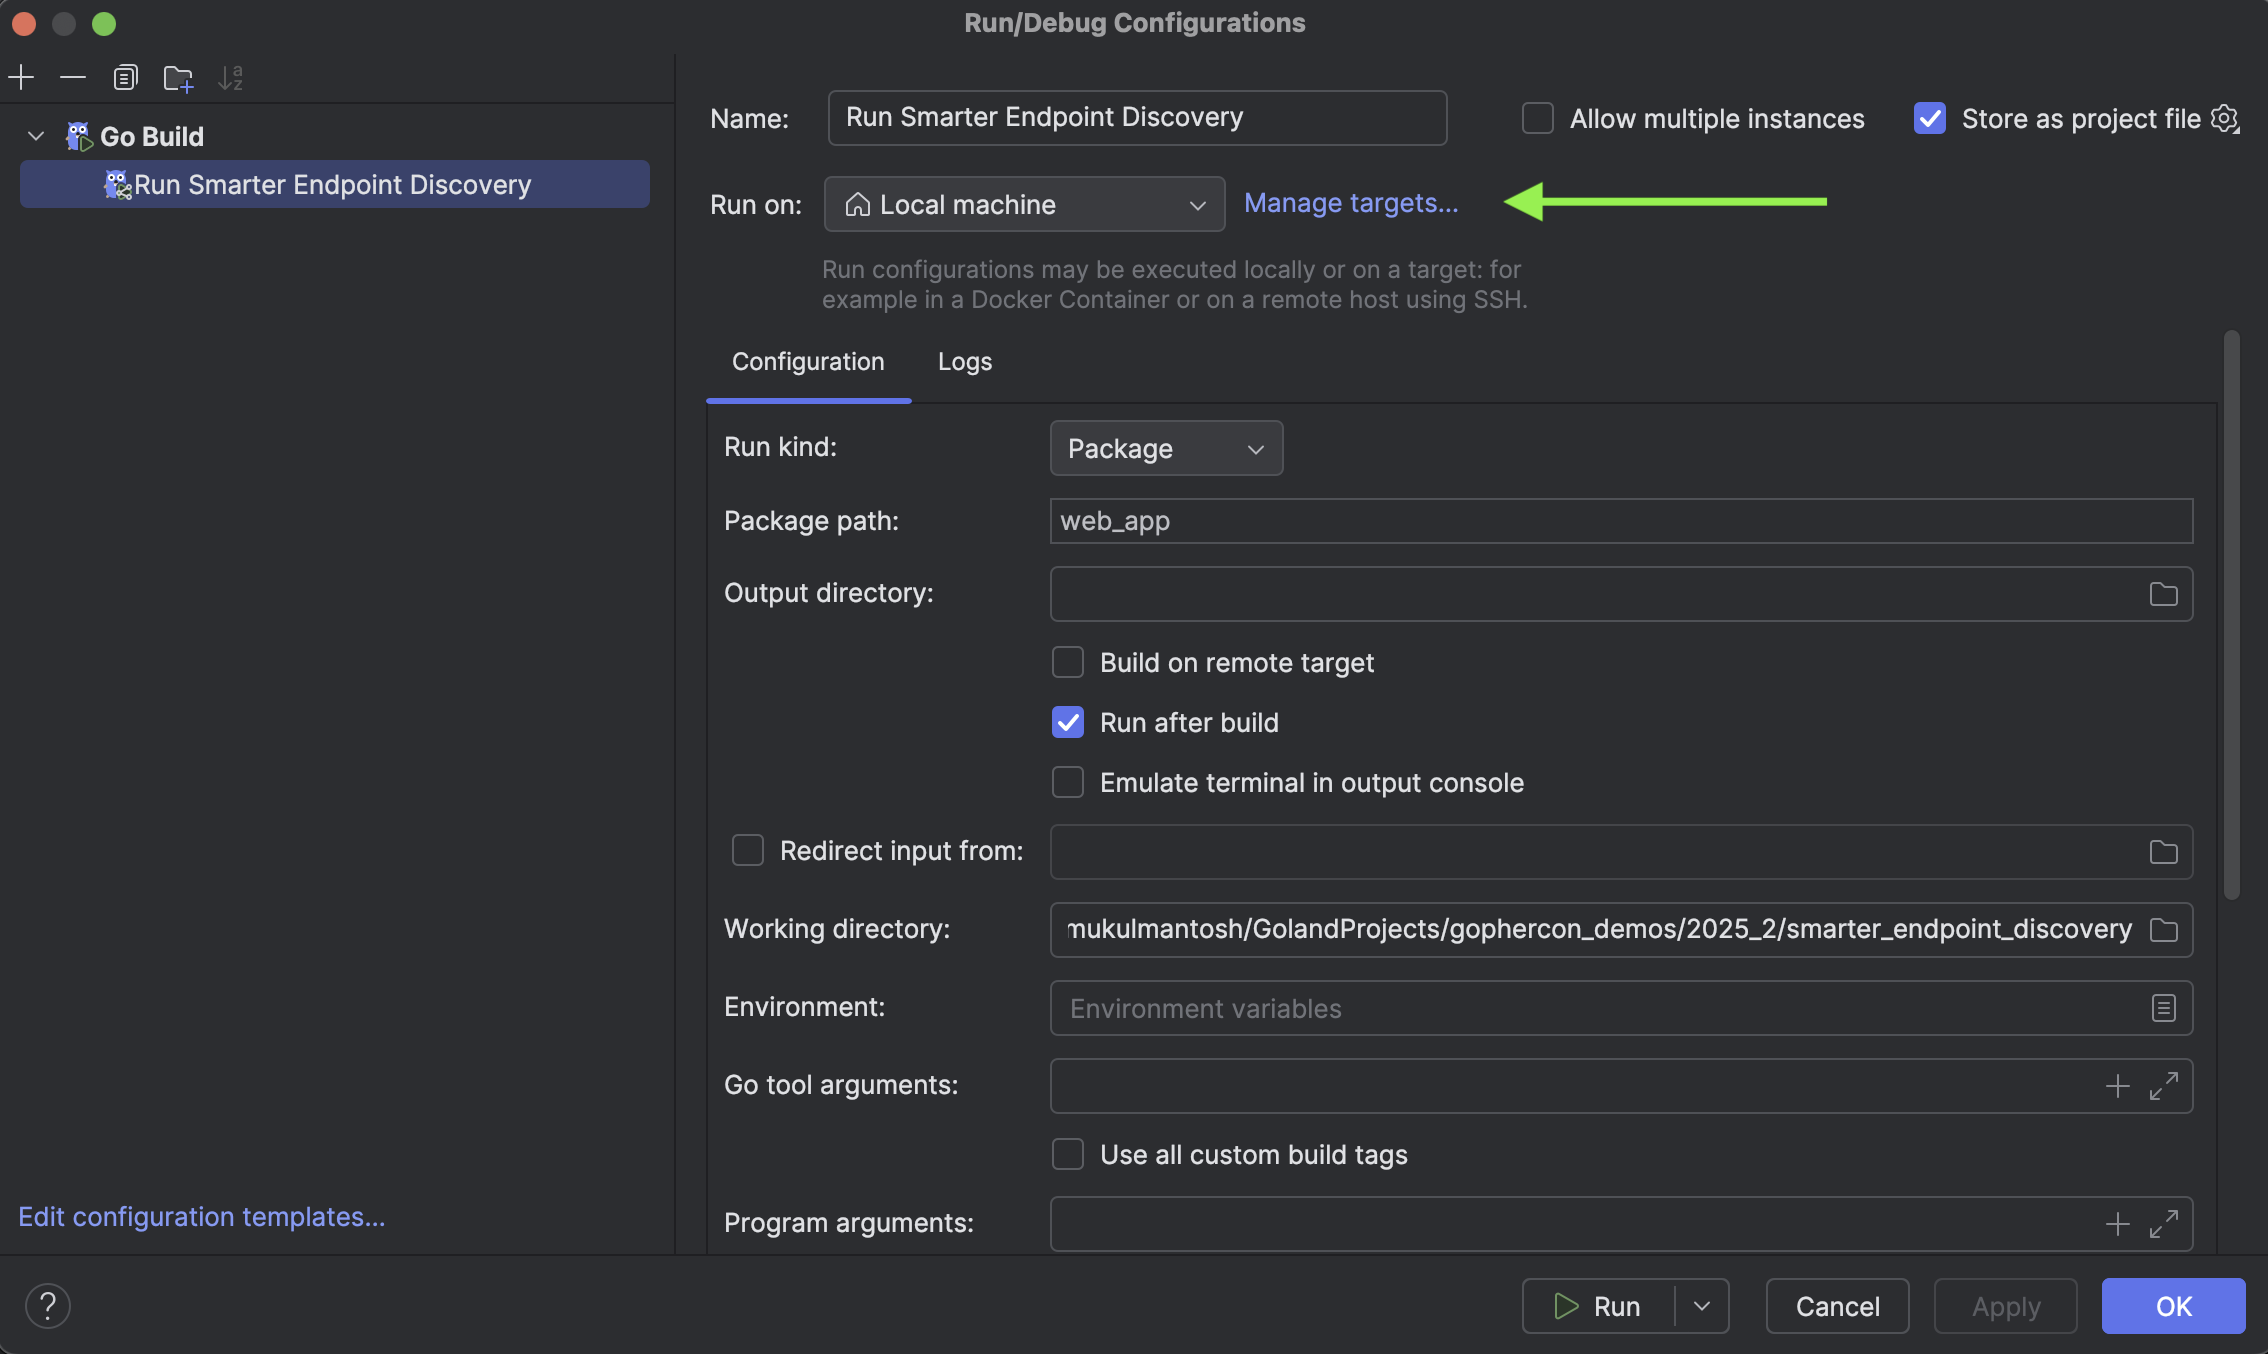 Run/Debug Configurations
Go Build
Run Smarter Endpoint Discovery
Edit configuration templates...
Name: Run Smarter Endpoint Discovery Allow multiple instances Store as project file
Run on: Local machine Manage targets...
Run configurations may be executed locally or on a target: for
example in a Docker Container or on a remote host using SSH.
Configuration Logs
Run kind: Package
Package path: web_app
Output directory:
Build on remote target
Run after build
Emulate terminal in output console
Redirect input from:
Working directory: mukulmantosh/GolandProjects/gophercon_demos/2025_2/smarter_endpoint_discovery
Environment: Environment variables
Go tool arguments:
Use all custom build tags
Program arguments:
? Run Cancel Apply OK